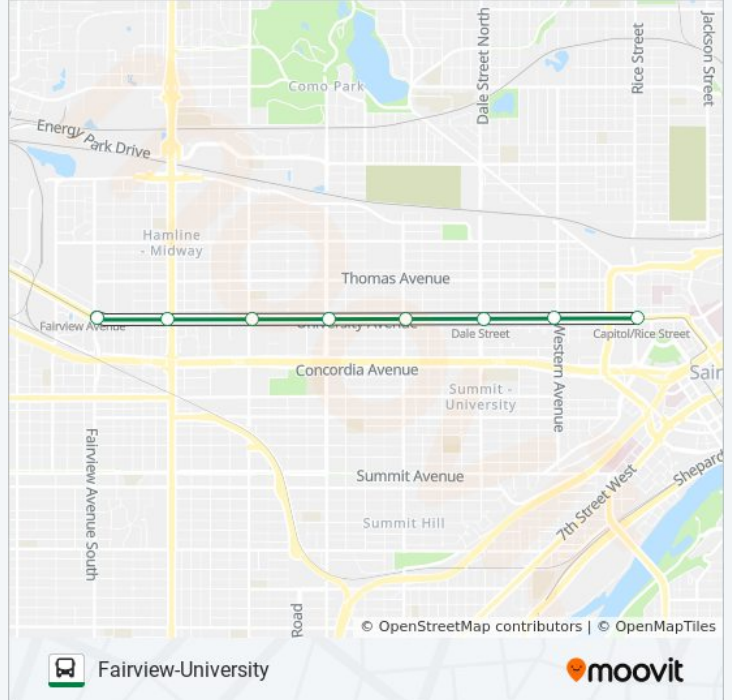 Dale Street North
Rice Street
Jackson Street
Como Park
Energy Park Drive
Hamline
- Midway
Thomas Avenue
Fairview Avenue
University Avenue
Dale Street
Capitol/Rice Street
Western Avenue
Concordia Avenue
Sain
Summit -
University
Fairview Avenue South
Summit Avenue
Shepard
7th Street West
Summit Hill
Road
© OpenStreetMap contributors | © OpenMapTiles
Fairview-University
moovit